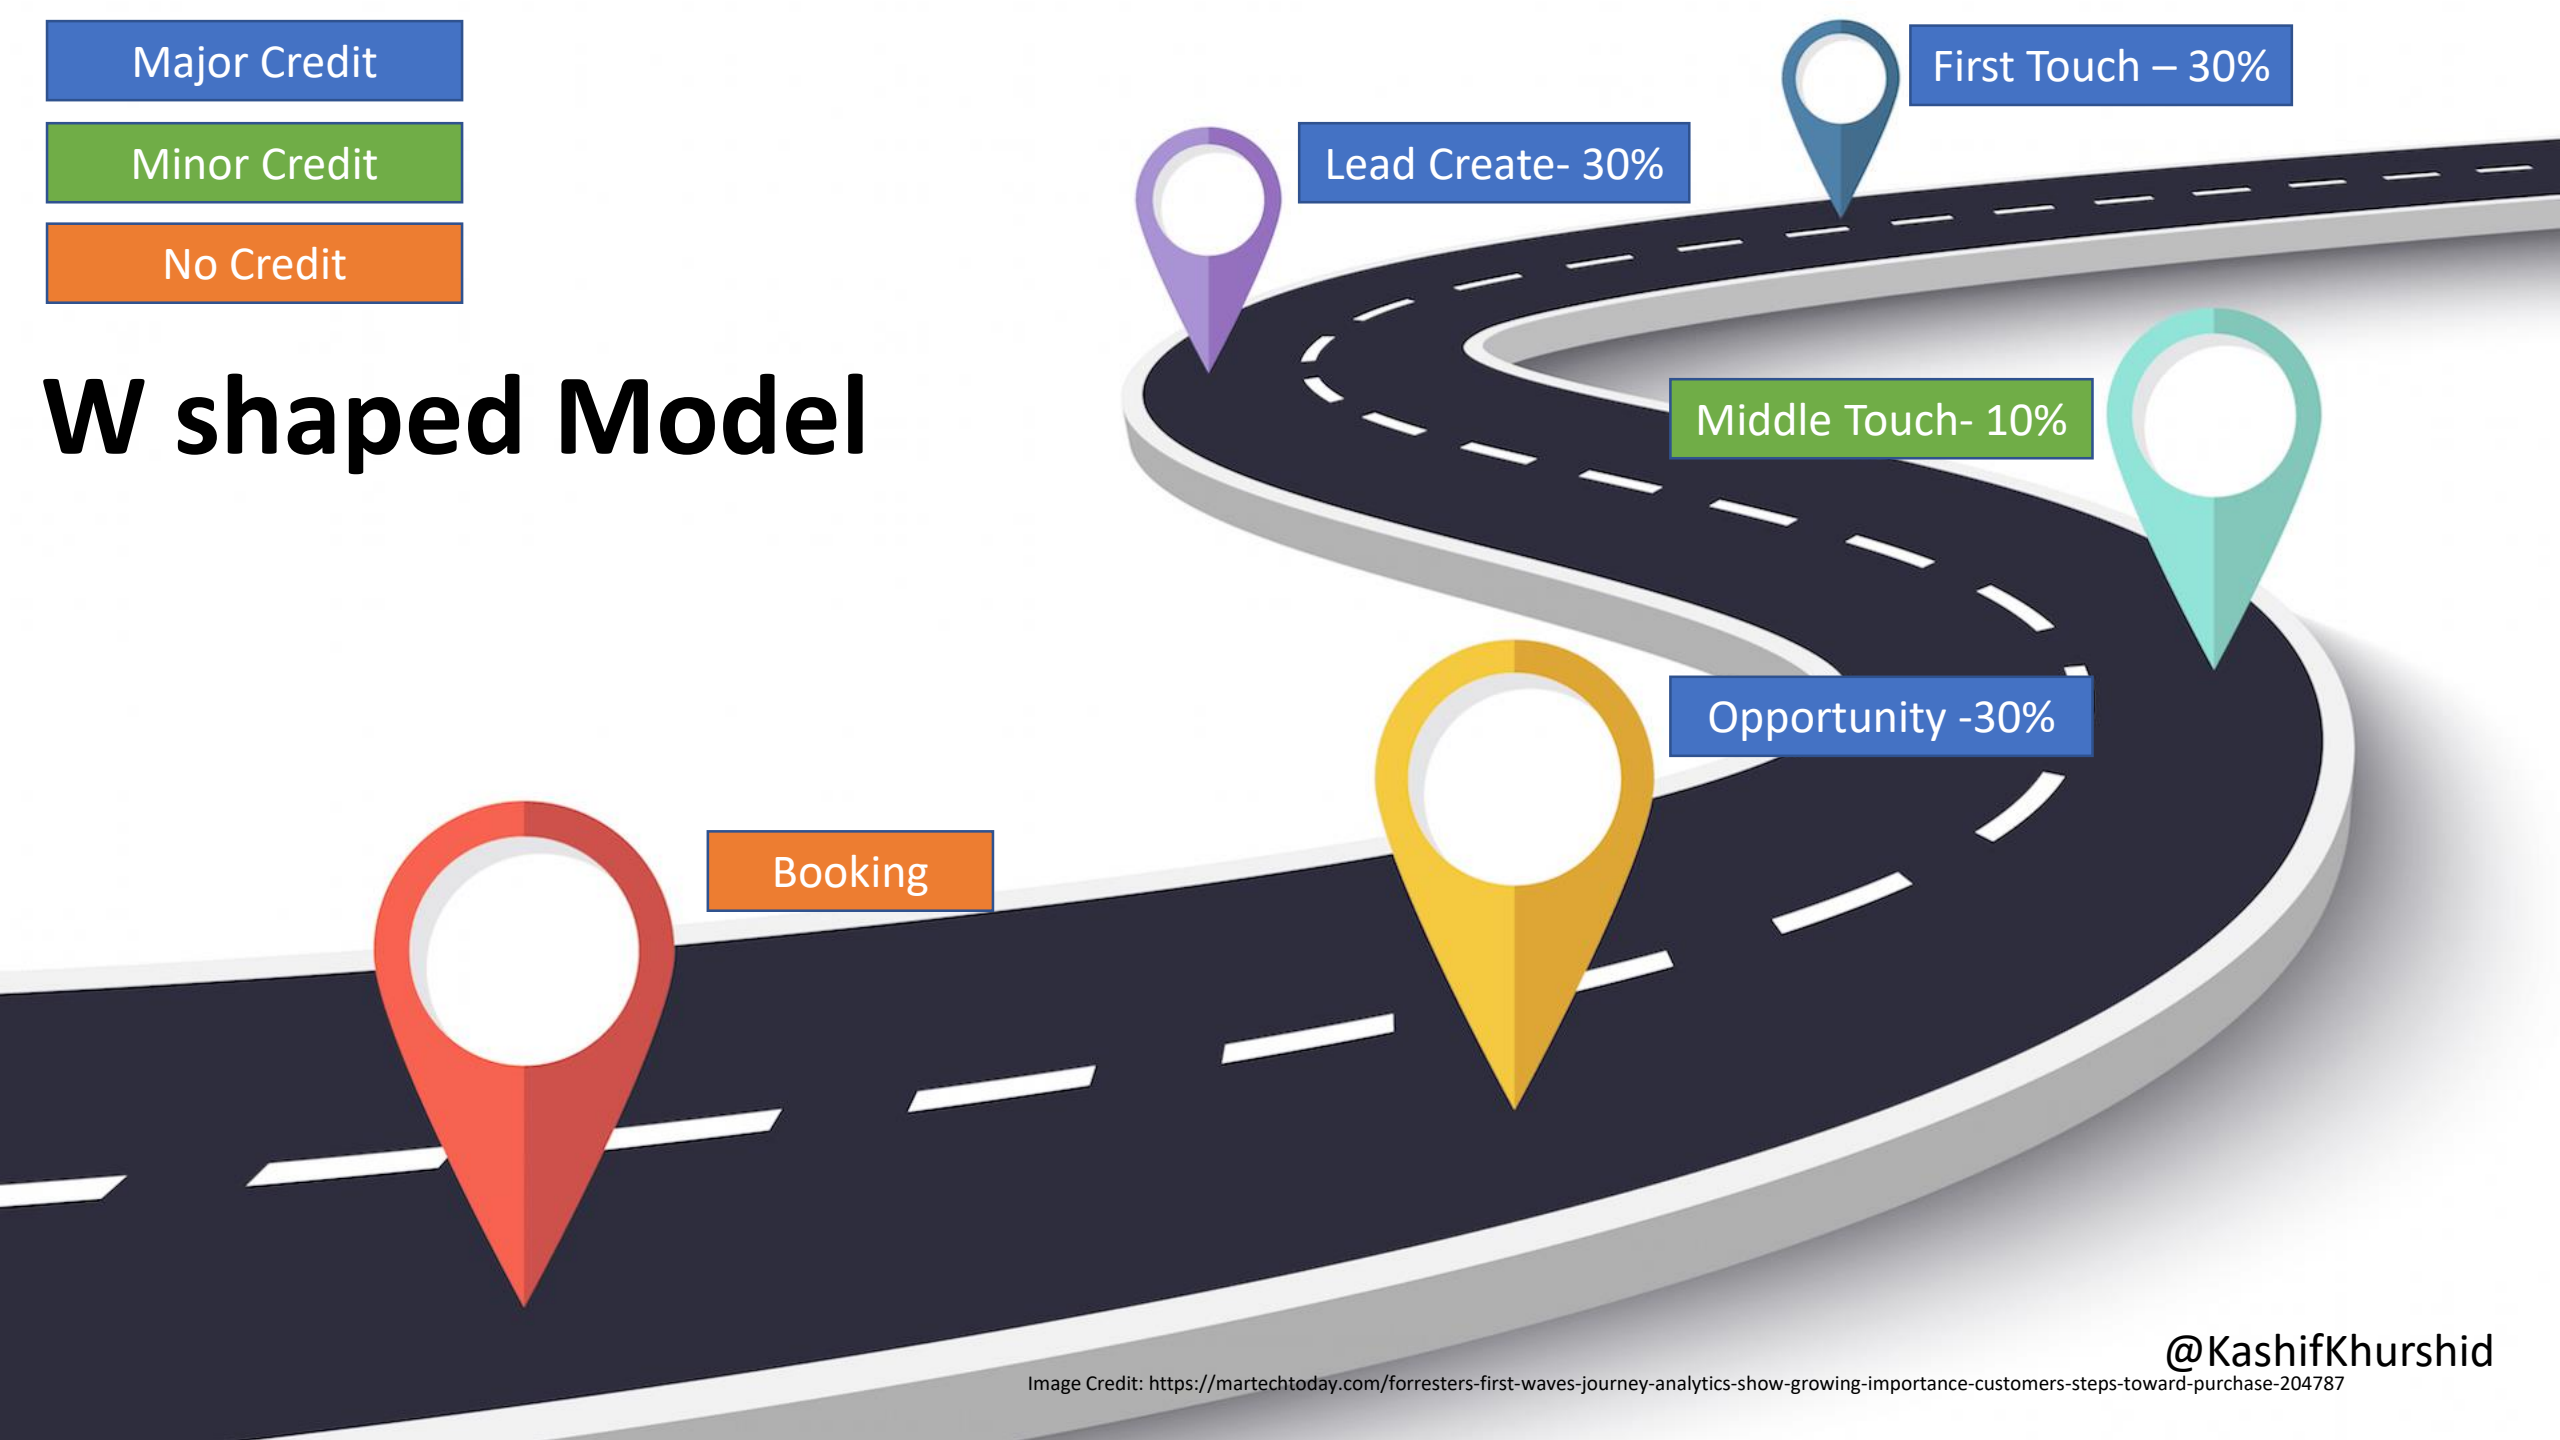 Major Credit
Minor Credit
No Credit
W shaped Model
First Touch – 30%
Lead Create- 30%
Middle Touch- 10%
Opportunity -30%
Booking
@KashifKhurshid
Image Credit: https://martechtoday.com/forresters-first-waves-journey-analytics-show-growing-importance-customers-steps-toward-purchase-204787